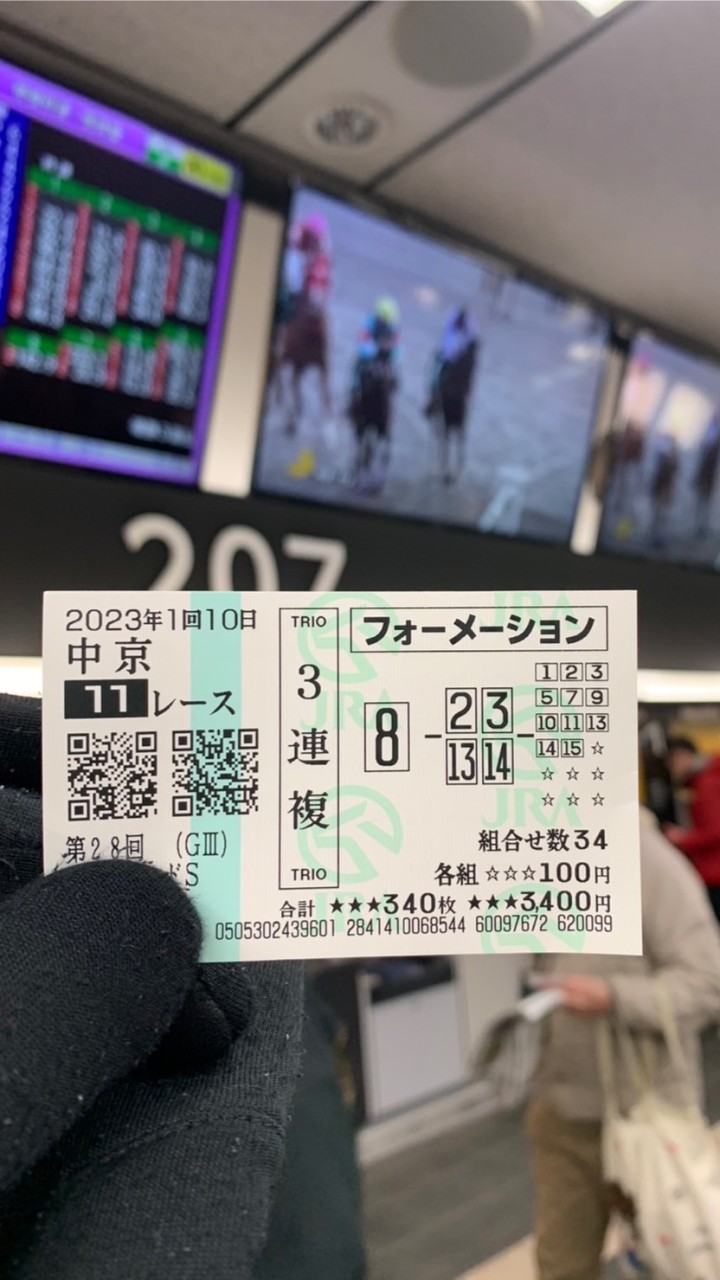 207
2023年1回10日
中京
11レース
第28回 (GⅢ)
S
TRIO
3連複
TRIO
フォーメーション
8-2 3-1 2 3
13 14
5 7 9
10 11 13
14 15 ☆
☆ ☆ ☆
☆ ☆ ☆
組合せ数34
各組 ☆☆☆100円
合計 ★★★340枚 ★★★3,400円
0505302439601 2841410068544 60097672 620099
JRA
JRA
JRA